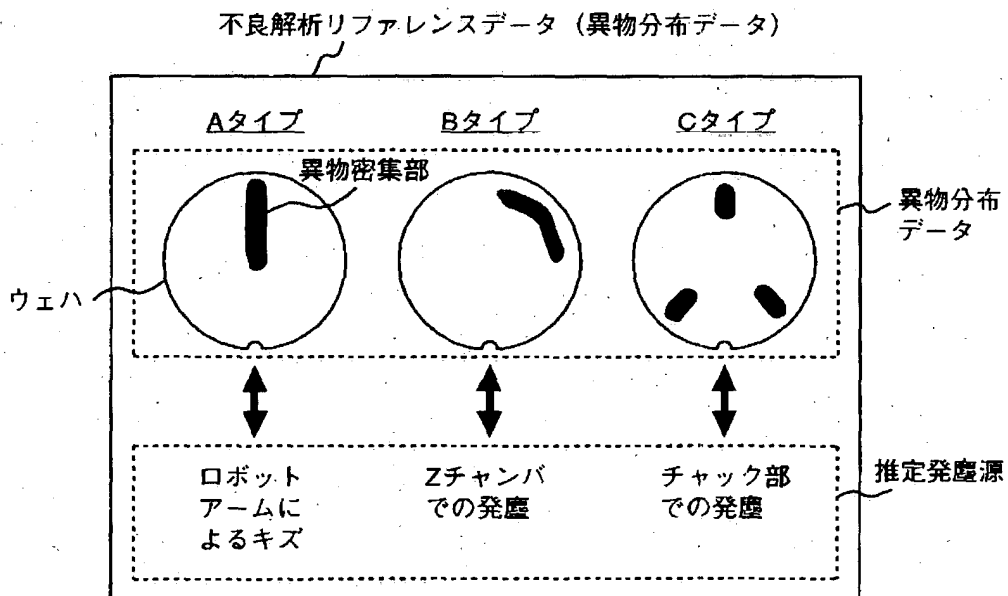 不良解析リファレンスデータ（異物分布データ）
Aタイプ
Bタイプ
Cタイプ
異物密集部
異物分布
データ
ウェハ
ロボット
アームに
よるキズ
Zチャンバ
での発塵
チャック部
での発塵
推定発塵源